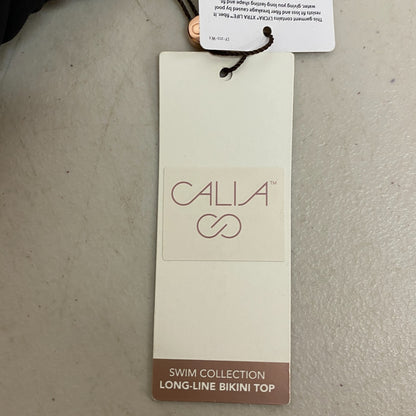 This garment contains LYCRA® XTRA LIFE™ fiber. It
resists fit loss and fiber breakage caused by pool
water, giving you long lasting shape and fit
CALIA™
SWIM COLLECTION
LONG-LINE BIKINI TOP